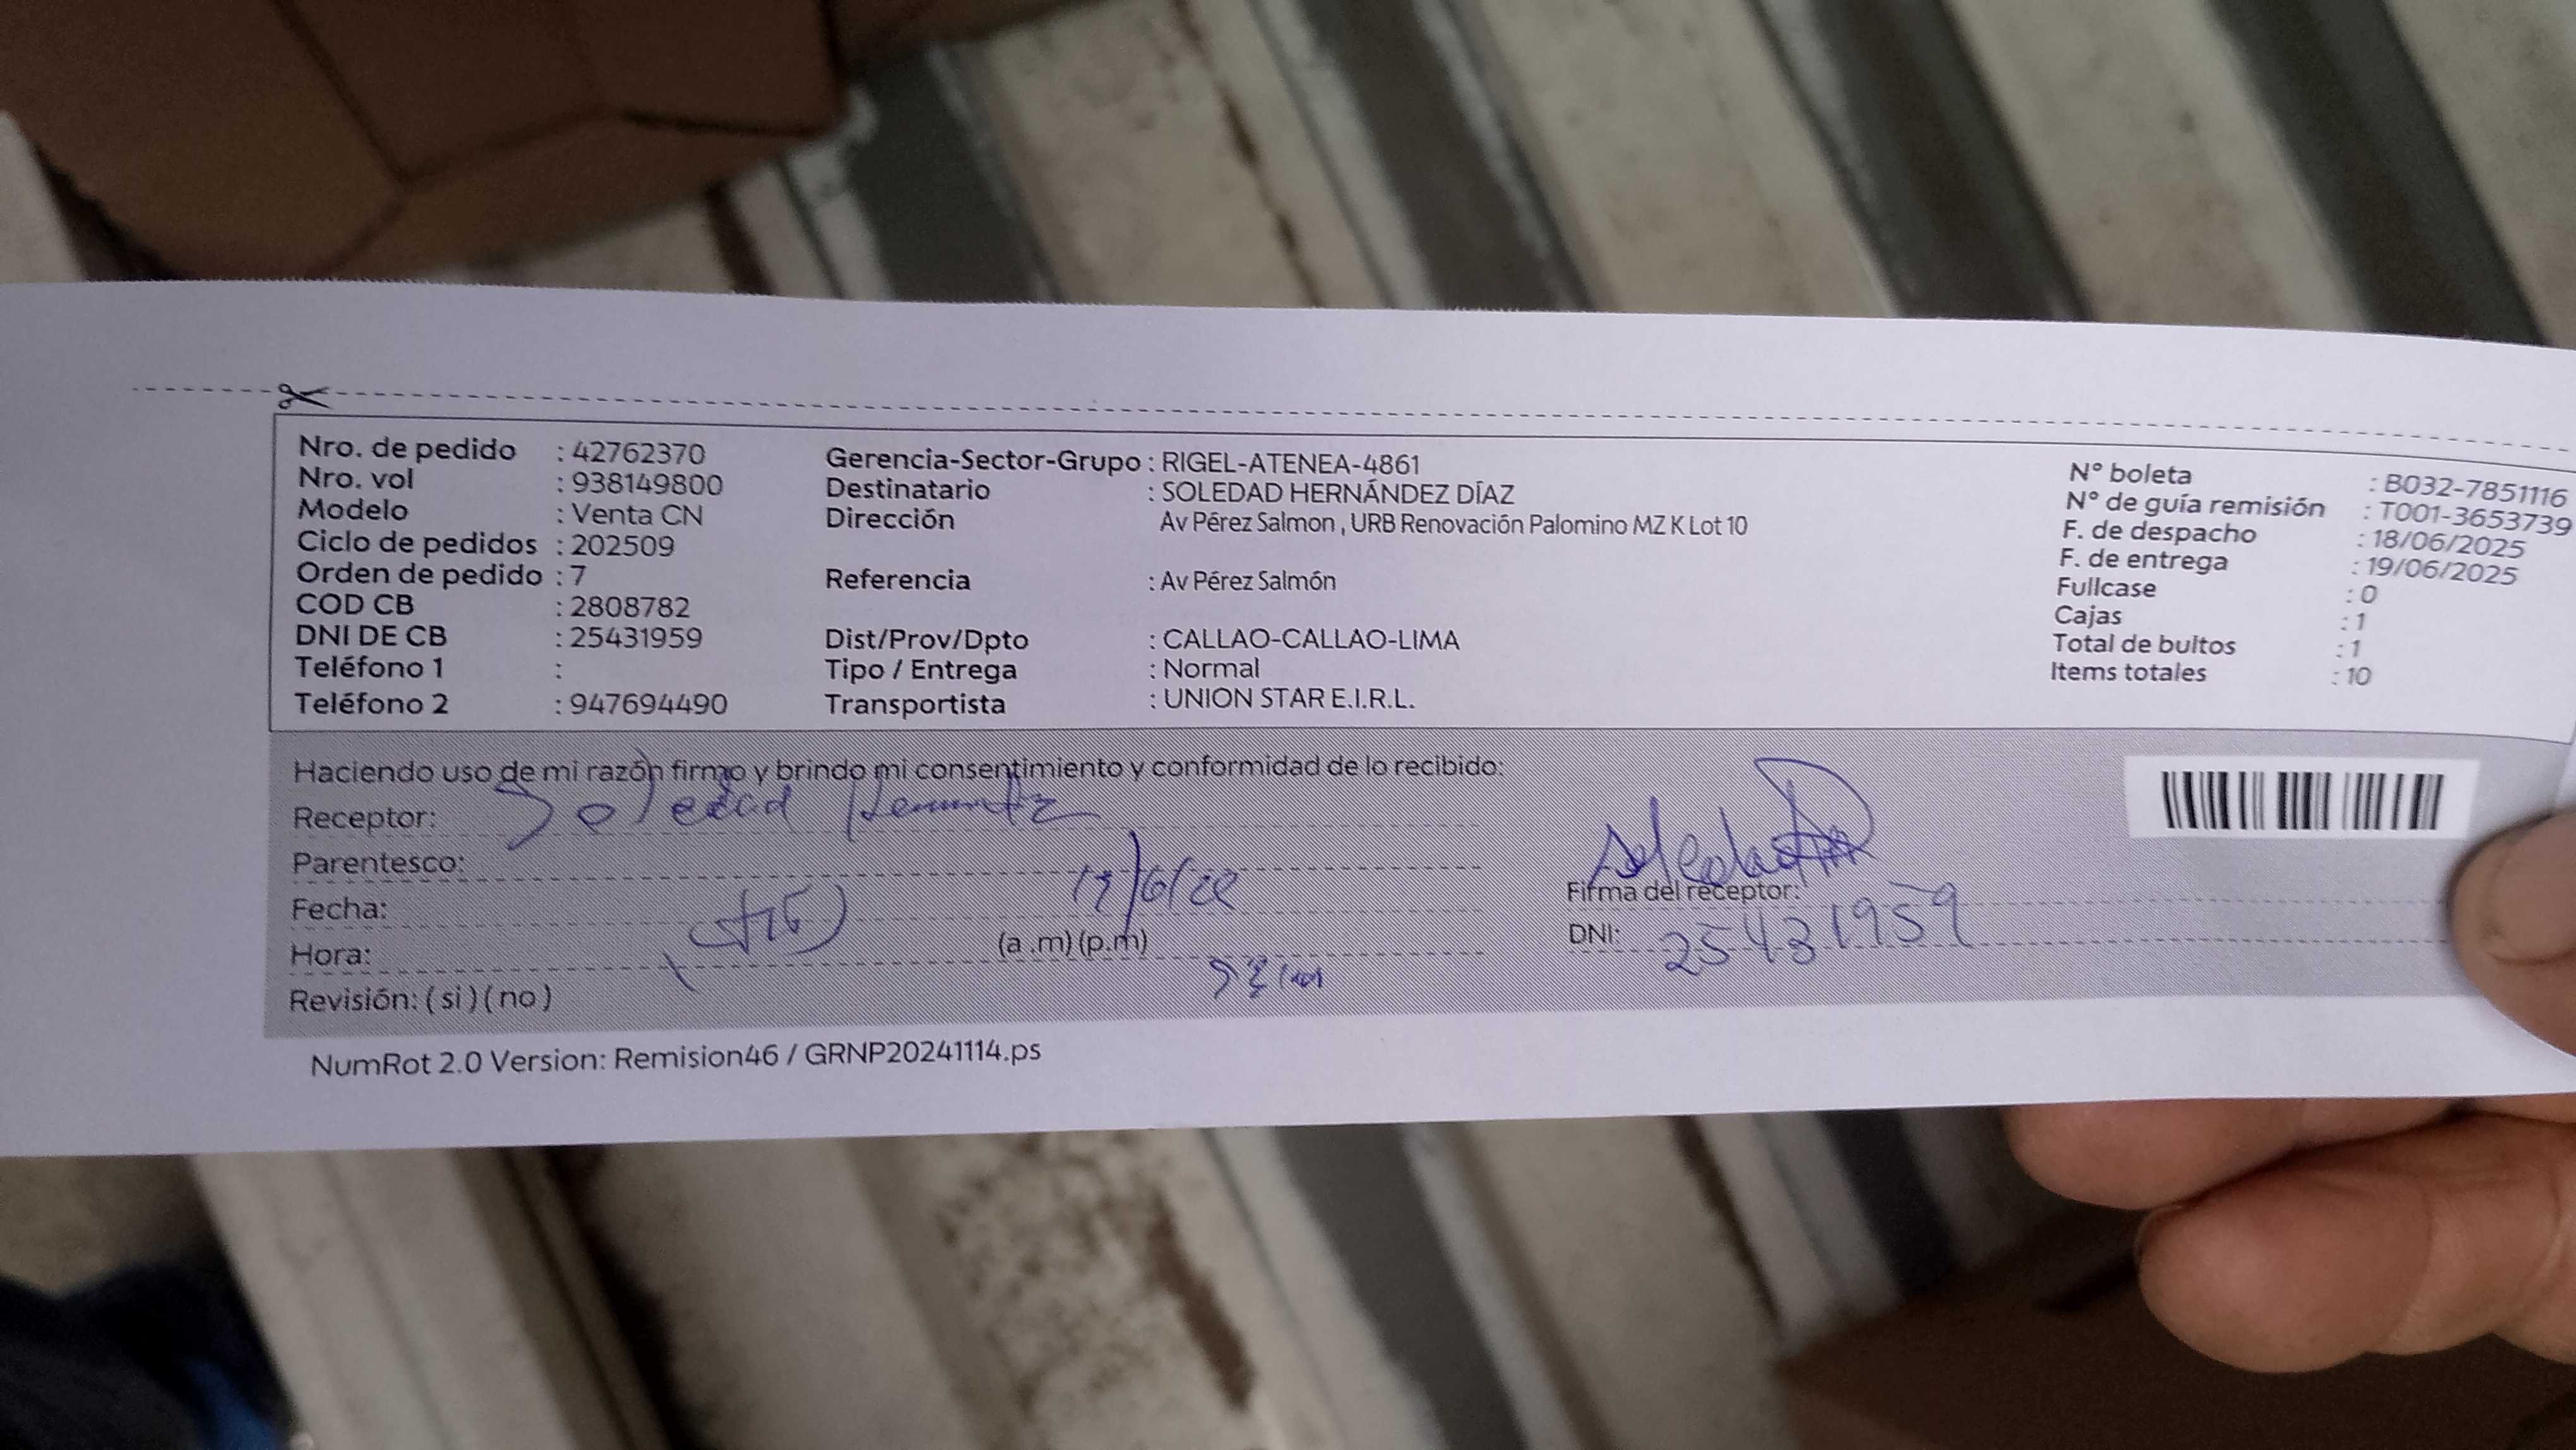 Nro. de pedido : 42762370
Nro. vol : 938149800
Modelo : Venta CN
Ciclo de pedidos : 202509
Orden de pedido : 7
COD CB : 2808782
DNI DE CB : 25431959
Teléfono 1 :
Teléfono 2 : 947694490
Gerencia-Sector-Grupo : RIGEL-ATENEA-4861
Destinatario : SOLEDAD HERNÁNDEZ DÍAZ
Dirección Av Pérez Salmon , URB Renovación Palomino MZ K Lot 10
Referencia : Av Pérez Salmón
Dist/Prov/Dpto : CALLAO-CALLAO-LIMA
Tipo / Entrega : Normal
Transportista : UNION STAR E.I.R.L.
N° boleta : B032-7851116
N° de guía remisión : T001-3653739
F. de despacho : 18/06/2025
F. de entrega : 19/06/2025
Fullcase : 0
Cajas : 1
Total de bultos : 1
Items totales : 10
Haciendo uso de mi razón firmo y brindo mi consentimiento y conformidad de lo recibido:
Receptor: Soledad
Parentesco:
Fecha:
Hora: (a .m) (p.m)
Revisión: ( si ) ( no )
Firma del receptor:
DNI: 25431959
NumRot 2.0 Version: Remision46 / GRNP20241114.ps